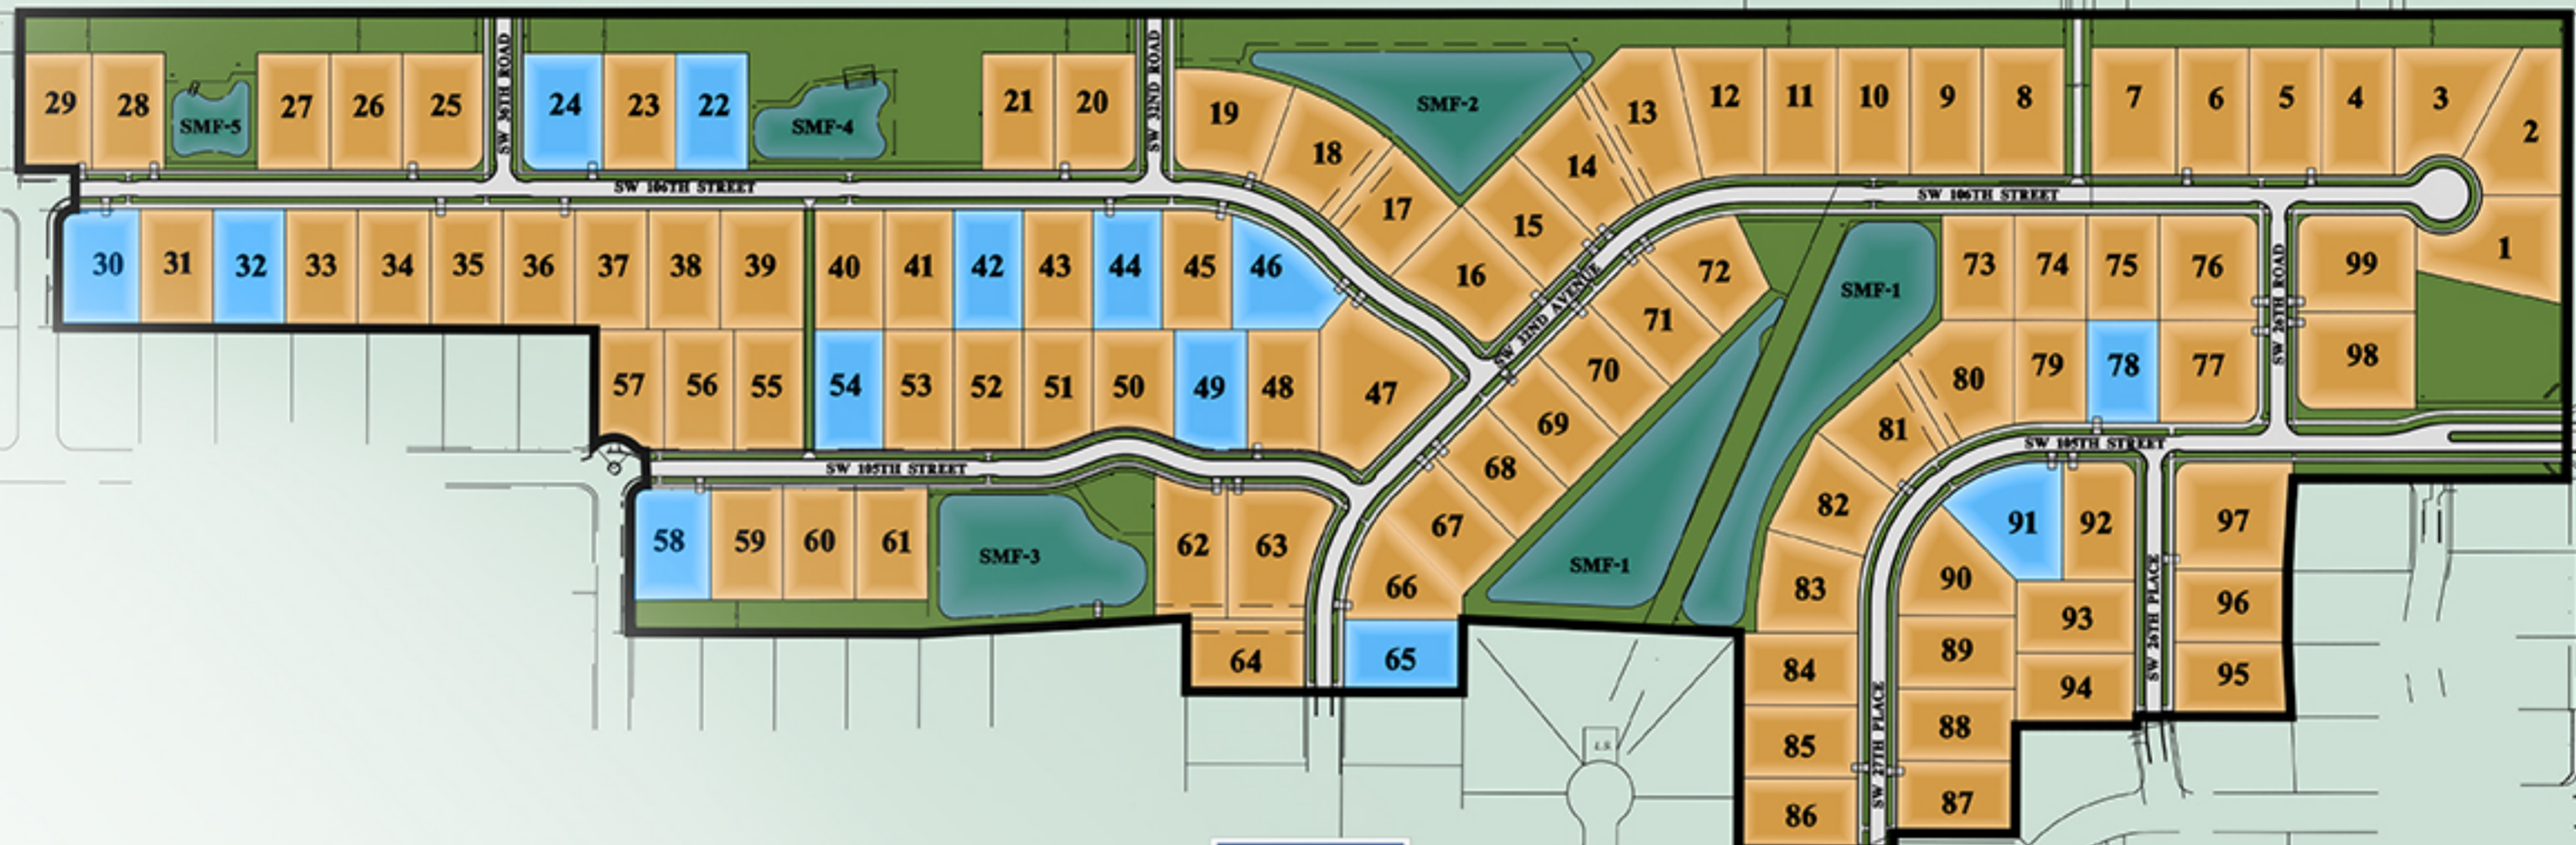 29 28 SMF-5 27 26 25 SW 36TH ROAD 24 23 22 SMF-4 21 20 SW 32ND ROAD 19 18 17 SMF-2 16 15 14 13 12 11 10 9 8 7 6 5 4 3 2
SW 106TH STREET
SW 106TH STREET
30 31 32 33 34 35 36 37 38 39 40 41 42 43 44 45 46
SW 32ND AVENUE
72 71 70 69 68 67 66
SMF-1
73 74 75 76
SW 26TH ROAD
99
1
57 56 55 54 53 52 51 50 49 48 47
82 81 80 79 78 77
98
SW 105TH STREET
SW 105TH STREET
58 59 60 61 SMF-3 62 63
SMF-1
83
90
91 92
97
93
SW 26TH PLACE
96
64
65
84
89
94
95
85
SW 27TH PLACE
88
L.S.
86
87